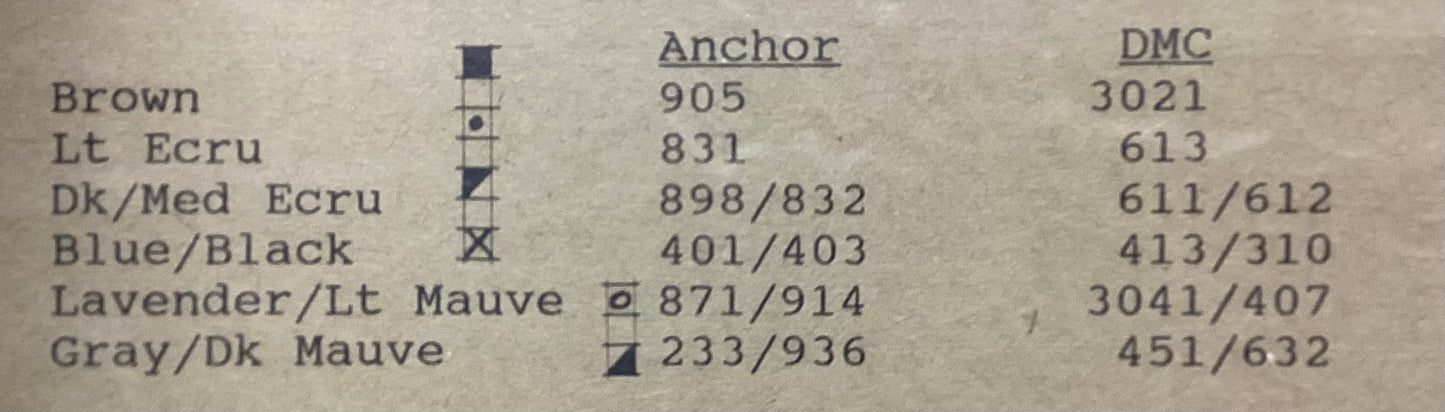 Anchor DMC
Brown 905 3021
Lt Ecru 831 613
Dk/Med Ecru 898/832 611/612
Blue/Black 401/403 413/310
Lavender/Lt Mauve 871/914 3041/407
Gray/Dk Mauve 233/936 451/632